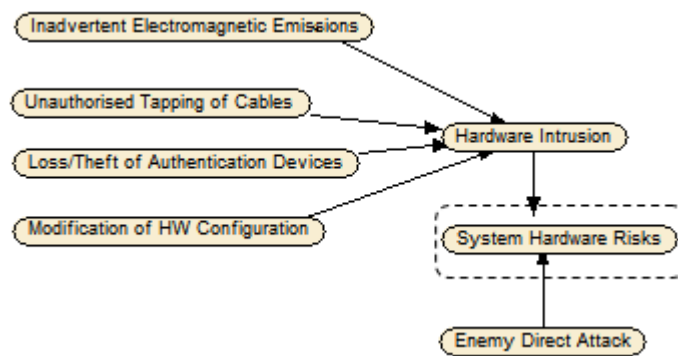 Inadvertent Electromagnetic Emissions
Unauthorised Tapping of Cables
Hardware Intrusion
Loss/Theft of Authentication Devices
Modification of HW Configuration
System Hardware Risks
Enemy Direct Attack